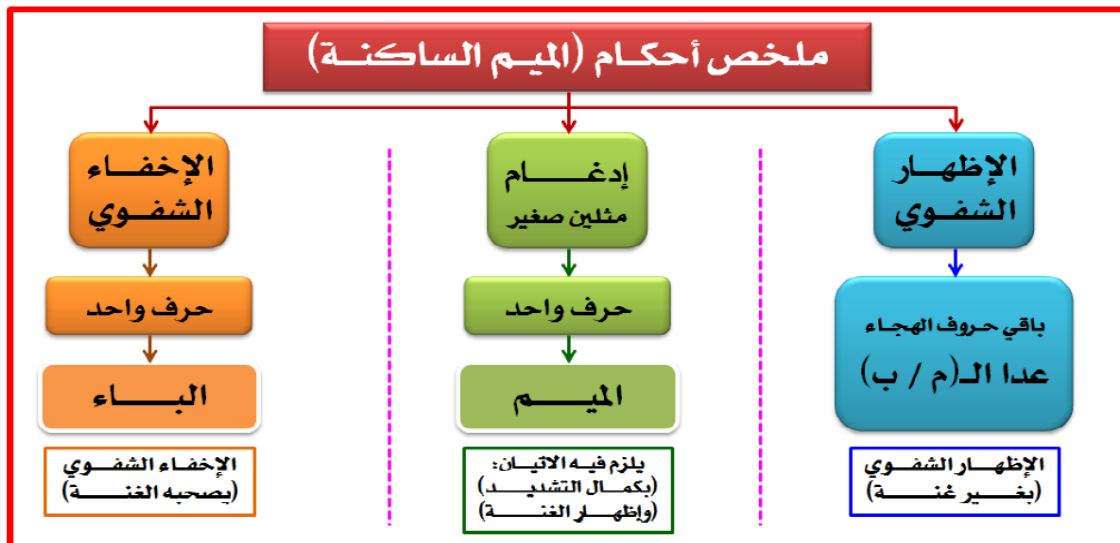 ملخص أحكام (الميم الساكنة)
الإظهار
الشفوي
باقي حروف الهجاء
عدا الـ(م / ب)
الإظهار الشفوي
(بغير غنة)
إدغام
مثلين صغير
حرف واحد
الميم
يلزم فيه الاتيان:
(بكمال التشديد)
(وإظهار الغنة)
الإخفاء
الشفوي
حرف واحد
الباء
الإخفاء الشفوي
(يصحبه الغنة)